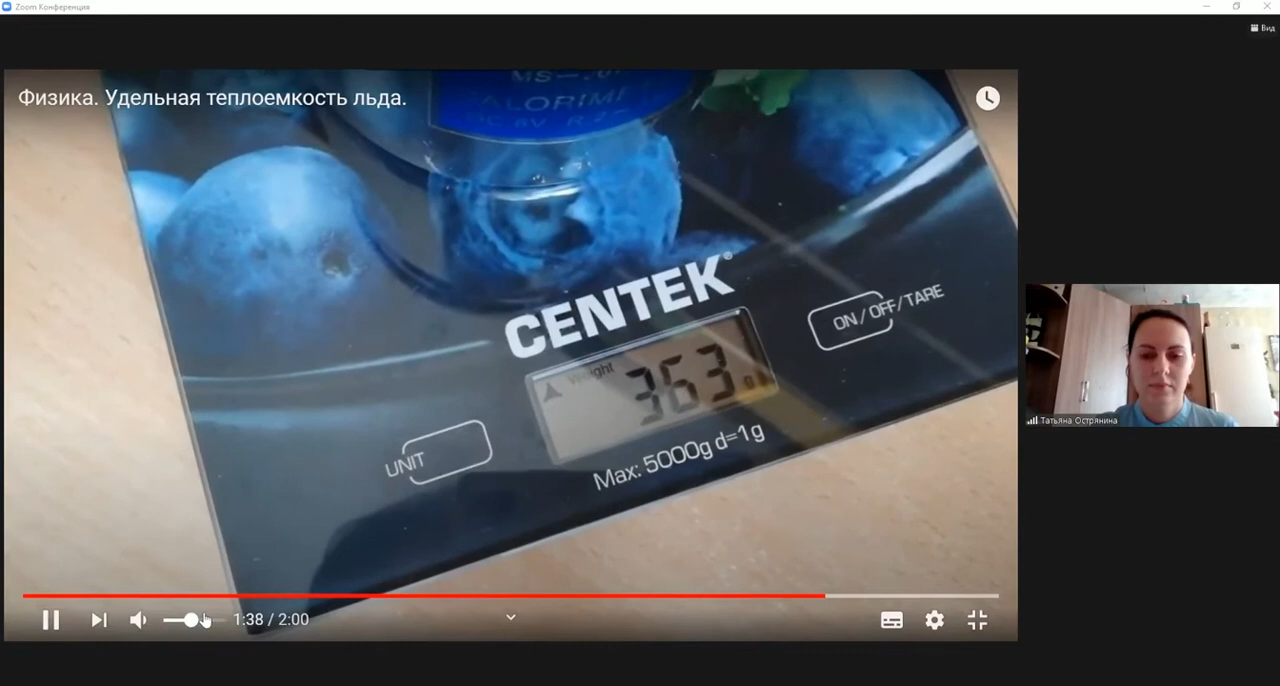 Zoom Конференция
Вид
Физика. Удельная теплоемкость льда.
CENTEK®
ON/OFF/TARE
Weight
363
UNIT
Max: 5000g d=1g
1:38 / 2:00
Татьяна Острянина